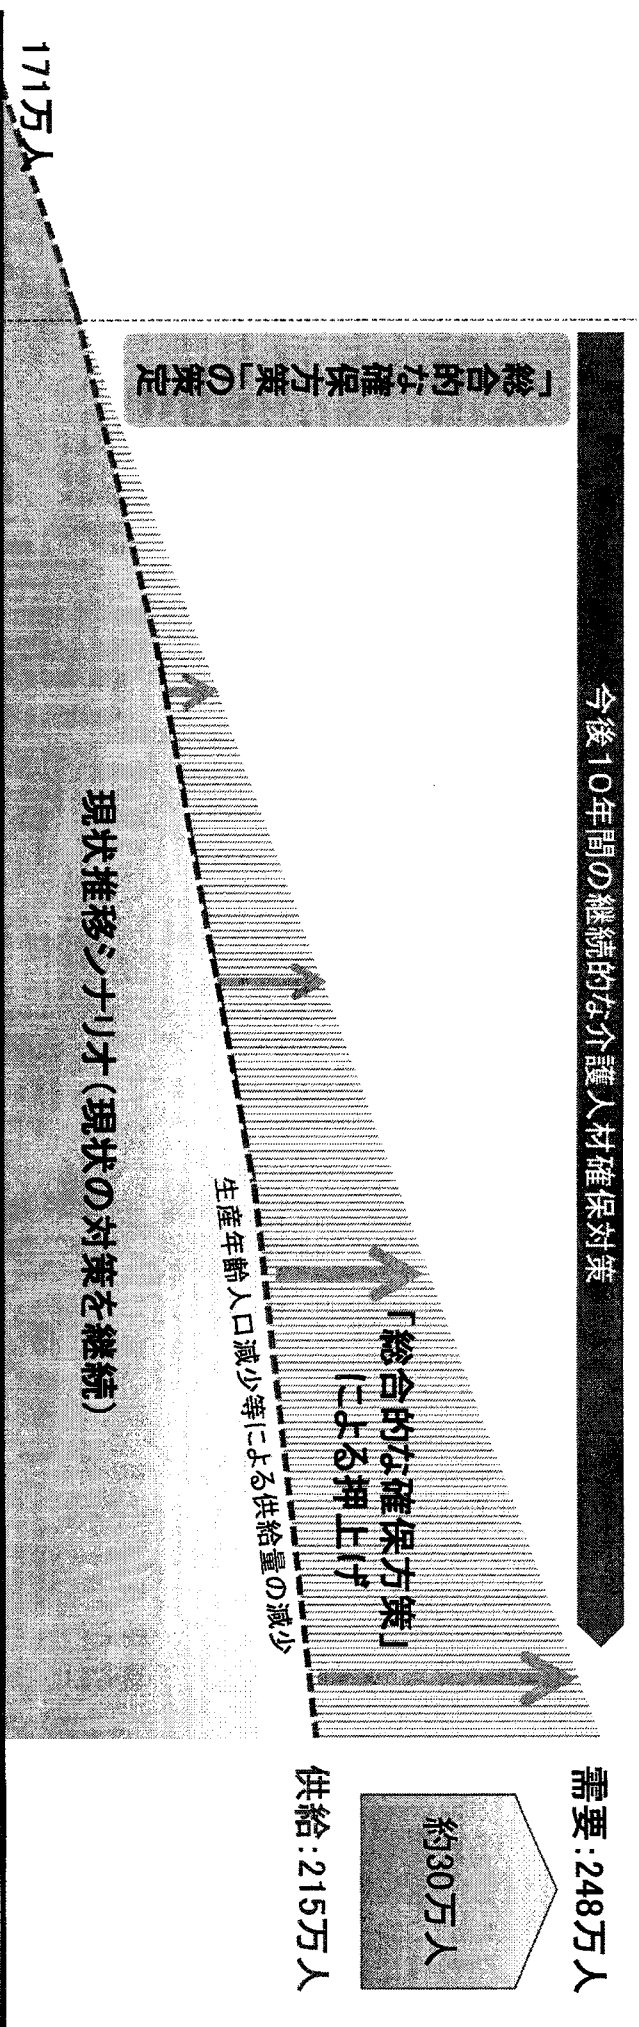 今後10年間の継続的な介護人材確保対策
「総合的な確保方策」の策定
「総合的な確保方策」
による押上げ
生産年齢人口減少等による供給量の減少
現状推移シナリオ(現状の対策を継続)
171万人
需要:248万人
約30万人
供給:215万人